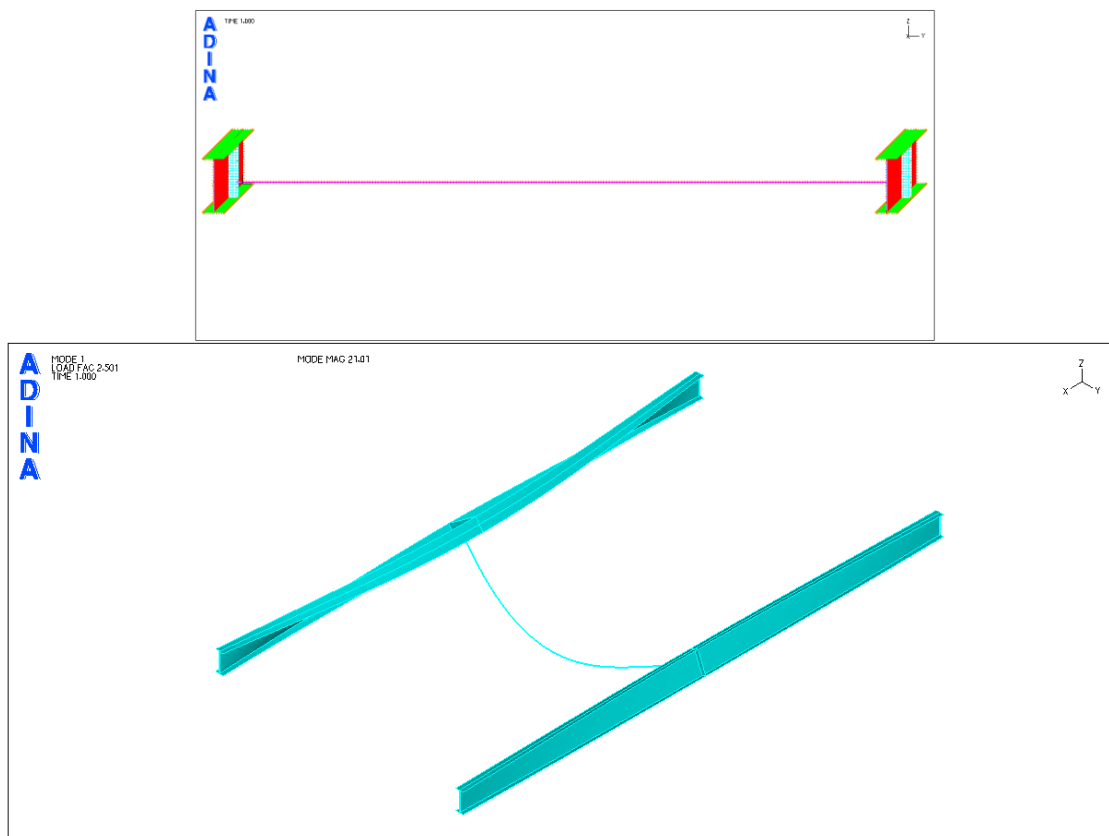 ADINA
TIME 1.000
Z
X Y
ADINA
MODE 1
LOAD FAC 2.501
TIME 1.000
MODE MAG 21.01
Z
X Y